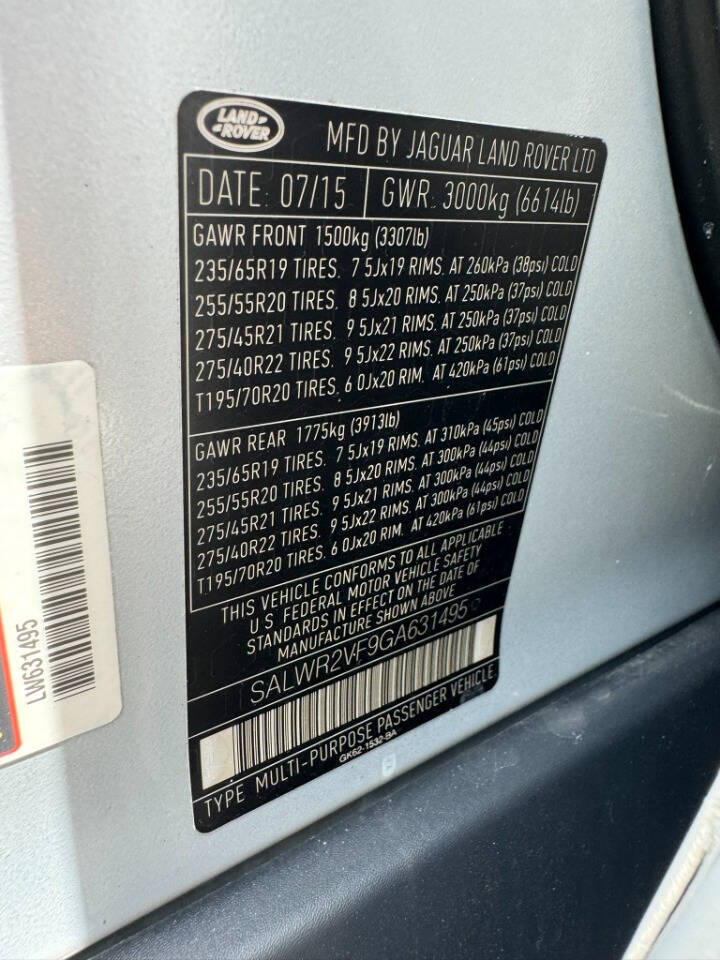 LAND-
-ROVER
MFD BY JAGUAR LAND ROVER LTD
DATE: 07/15
GWR: 3000kg (6614lb)
GAWR FRONT 1500kg (3307lb)
235/65R19 TIRES. 7 5Jx19 RIMS. AT 260kPa (38psi) COLD
255/55R20 TIRES. 8 5Jx20 RIMS. AT 250kPa (37psi) COLD
275/45R21 TIRES. 9 5Jx21 RIMS. AT 250kPa (37psi) COLD
275/40R22 TIRES. 9 5Jx22 RIMS. AT 250kPa (37psi) COLD
T195/70R20 TIRES. 6 0Jx20 RIM. AT 420kPa (61psi) COLD
GAWR REAR 1775kg (3913lb)
235/65R19 TIRES. 7 5Jx19 RIMS. AT 310kPa (45psi) COLD
255/55R20 TIRES. 8 5Jx20 RIMS. AT 300kPa (44psi) COLD
275/45R21 TIRES. 9 5Jx21 RIMS. AT 300kPa (44psi) COLD
275/40R22 TIRES. 9 5Jx22 RIMS. AT 300kPa (44psi) COLD
T195/70R20 TIRES. 6 0Jx20 RIM. AT 420kPa (61psi) COLD
THIS VEHICLE CONFORMS TO ALL APPLICABLE
U S FEDERAL MOTOR VEHICLE SAFETY
STANDARDS IN EFFECT ON THE DATE OF
MANUFACTURE SHOWN ABOVE
SALWR2VF9GA631495
TYPE MULTI-PURPOSE PASSENGER VEHICLE
GK62-1532-BA
LW631495